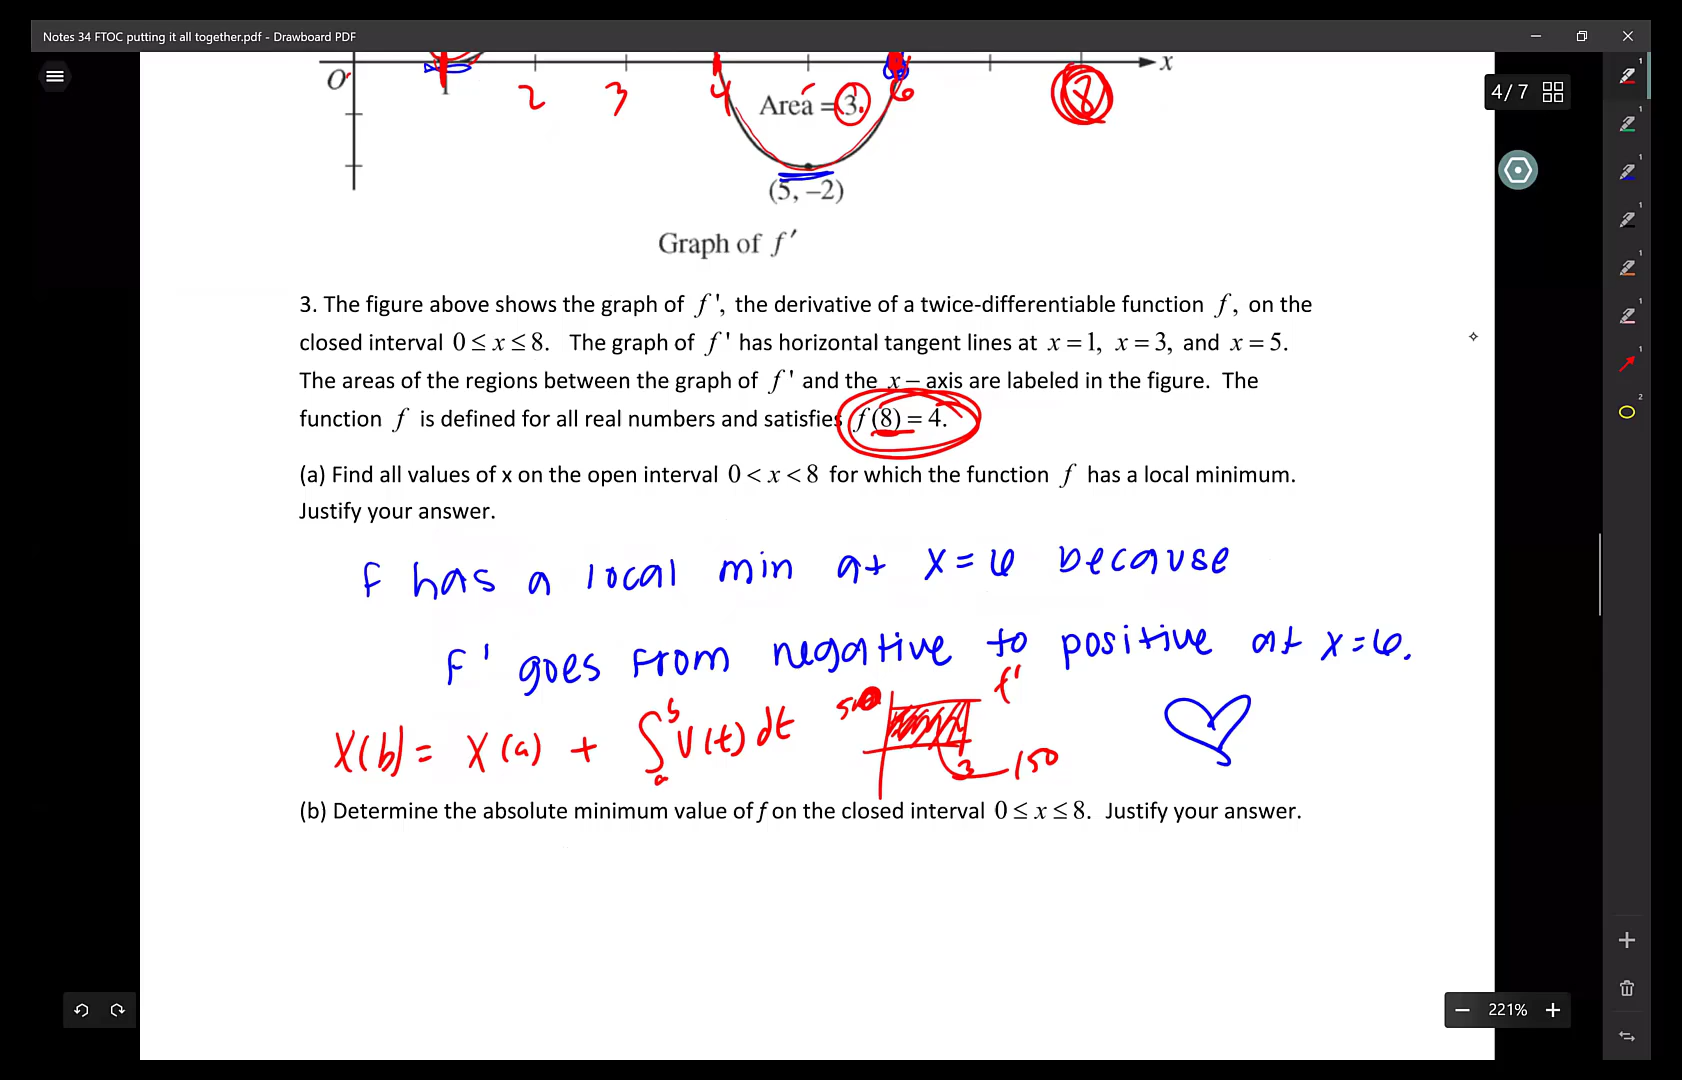 Notes 34 FTOC putting it all together.pdf - Drawboard PDF
4 / 7
O x
1 2 3 4 5 6 8
Area = 3
(5, −2)
Graph of f′
3. The figure above shows the graph of f ', the derivative of a twice-differentiable function f, on the
closed interval 0 ≤ x ≤ 8. The graph of f ' has horizontal tangent lines at x = 1, x = 3, and x = 5.
The areas of the regions between the graph of f ' and the x – axis are labeled in the figure. The
function f is defined for all real numbers and satisfies f (8) = 4.
(a) Find all values of x on the open interval 0 < x < 8 for which the function f has a local minimum.
Justify your answer.
F has a local min at x = 6 because
F ' goes from negative to positive at x = 6.
X(b) = X(a) + ∫ₐᵇ V(t) dt
f'
3 150
(b) Determine the absolute minimum value of f on the closed interval 0 ≤ x ≤ 8. Justify your answer.
221%